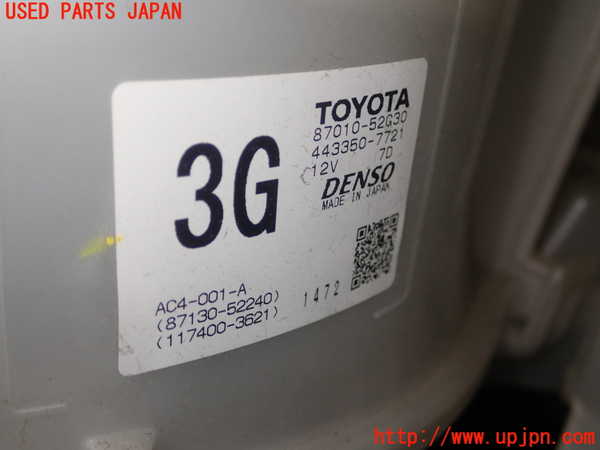 USED PARTS JAPAN
TOYOTA
87010-52G30
443350-7721
12V 7D
DENSO
MADE IN JAPAN
3G
AC4-001-A
(87130-52240)
(117400-3621)
1472
http://www.upjpn.com/